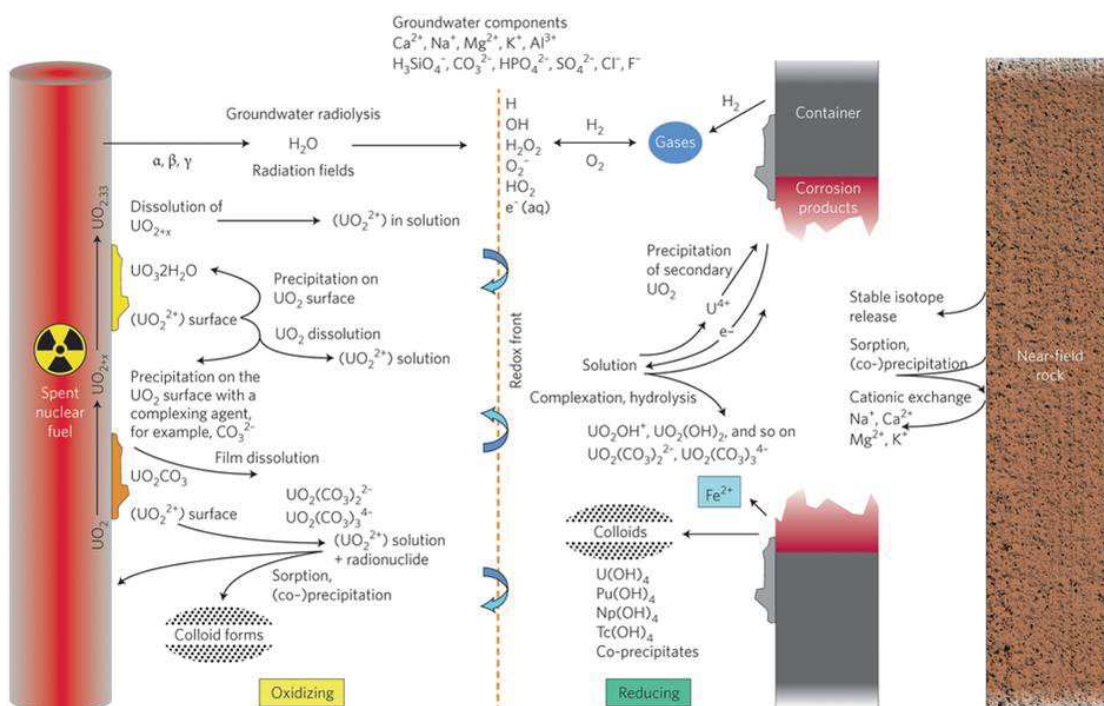 Groundwater components
Ca²⁺, Na⁺, Mg²⁺, K⁺, Al³⁺
H₃SiO₄⁻, CO₃²⁻, HPO₄²⁻, SO₄²⁻, Cl⁻, F⁻
Groundwater radiolysis
α, β, γ
H₂O
Radiation fields
H
OH
H₂O₂
O₂⁻
HO₂
e⁻(aq)
H₂
O₂
Gases
H₂
Container
Corrosion
products
UO₂.₃₃
Dissolution of
UO₂₊ₓ
(UO₂²⁺) in solution
UO₃2H₂O
Precipitation on
UO₂ surface
(UO₂²⁺) surface
UO₂ dissolution
(UO₂²⁺) solution
Spent
nuclear
fuel
UO₂₊ₓ
Precipitation on the
UO₂ surface with a
complexing agent,
for example, CO₃²⁻
Film dissolution
UO₂CO₃
UO₂(CO₃)₂²⁻
UO₂(CO₃)₃⁴⁻
(UO₂²⁺) surface
(UO₂²⁺) solution
+ radionuclide
UO₂
Sorption,
(co-)precipitation
Colloid forms
Oxidizing
Redox front
Precipitation
of secondary
UO₂
U⁴⁺
e–
Solution
Complexation, hydrolysis
UO₂OH⁺, UO₂(OH)₂, and so on
UO₂(CO₃)₂²⁻, UO₂(CO₃)₃⁴⁻
Fe²⁺
Colloids
U(OH)₄
Pu(OH)₄
Np(OH)₄
Tc(OH)₄
Co-precipitates
Reducing
Stable isotope
release
Sorption,
(co-)precipitation
Cationic exchange
Na⁺, Ca²⁺
Mg²⁺, K⁺
Near-field
rock